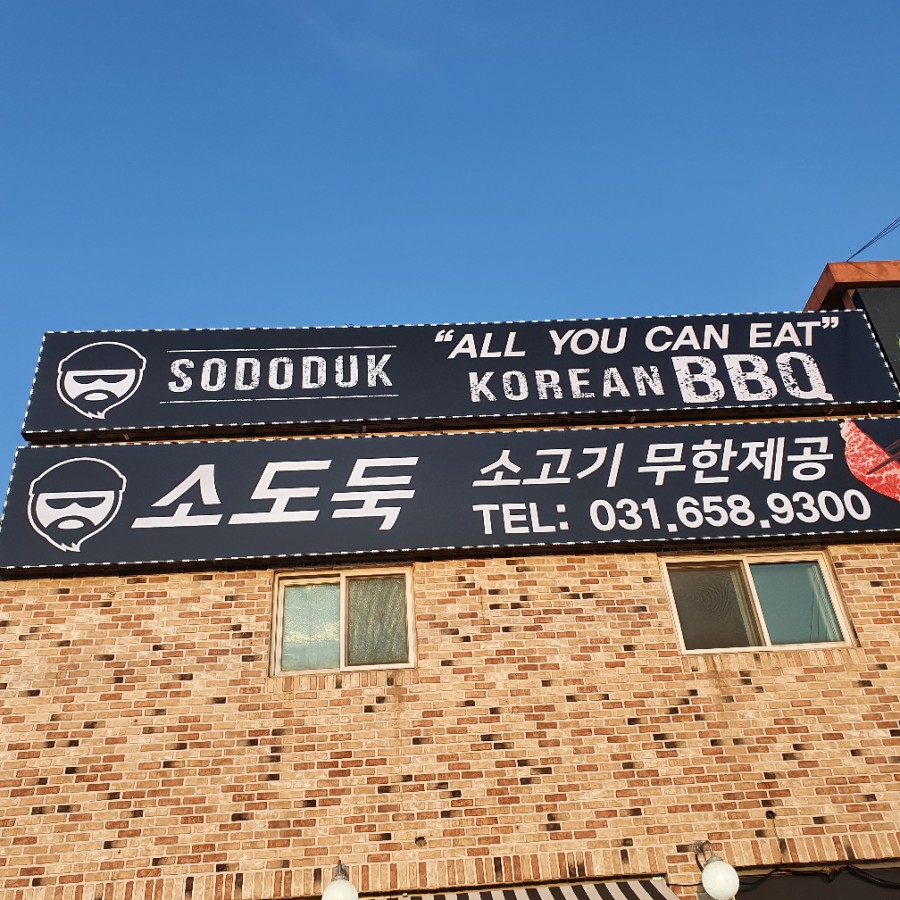 SODODUK
"ALL YOU CAN EAT"
KOREAN BBQ
소도둑
소고기 무한제공
TEL: 031.658.9300